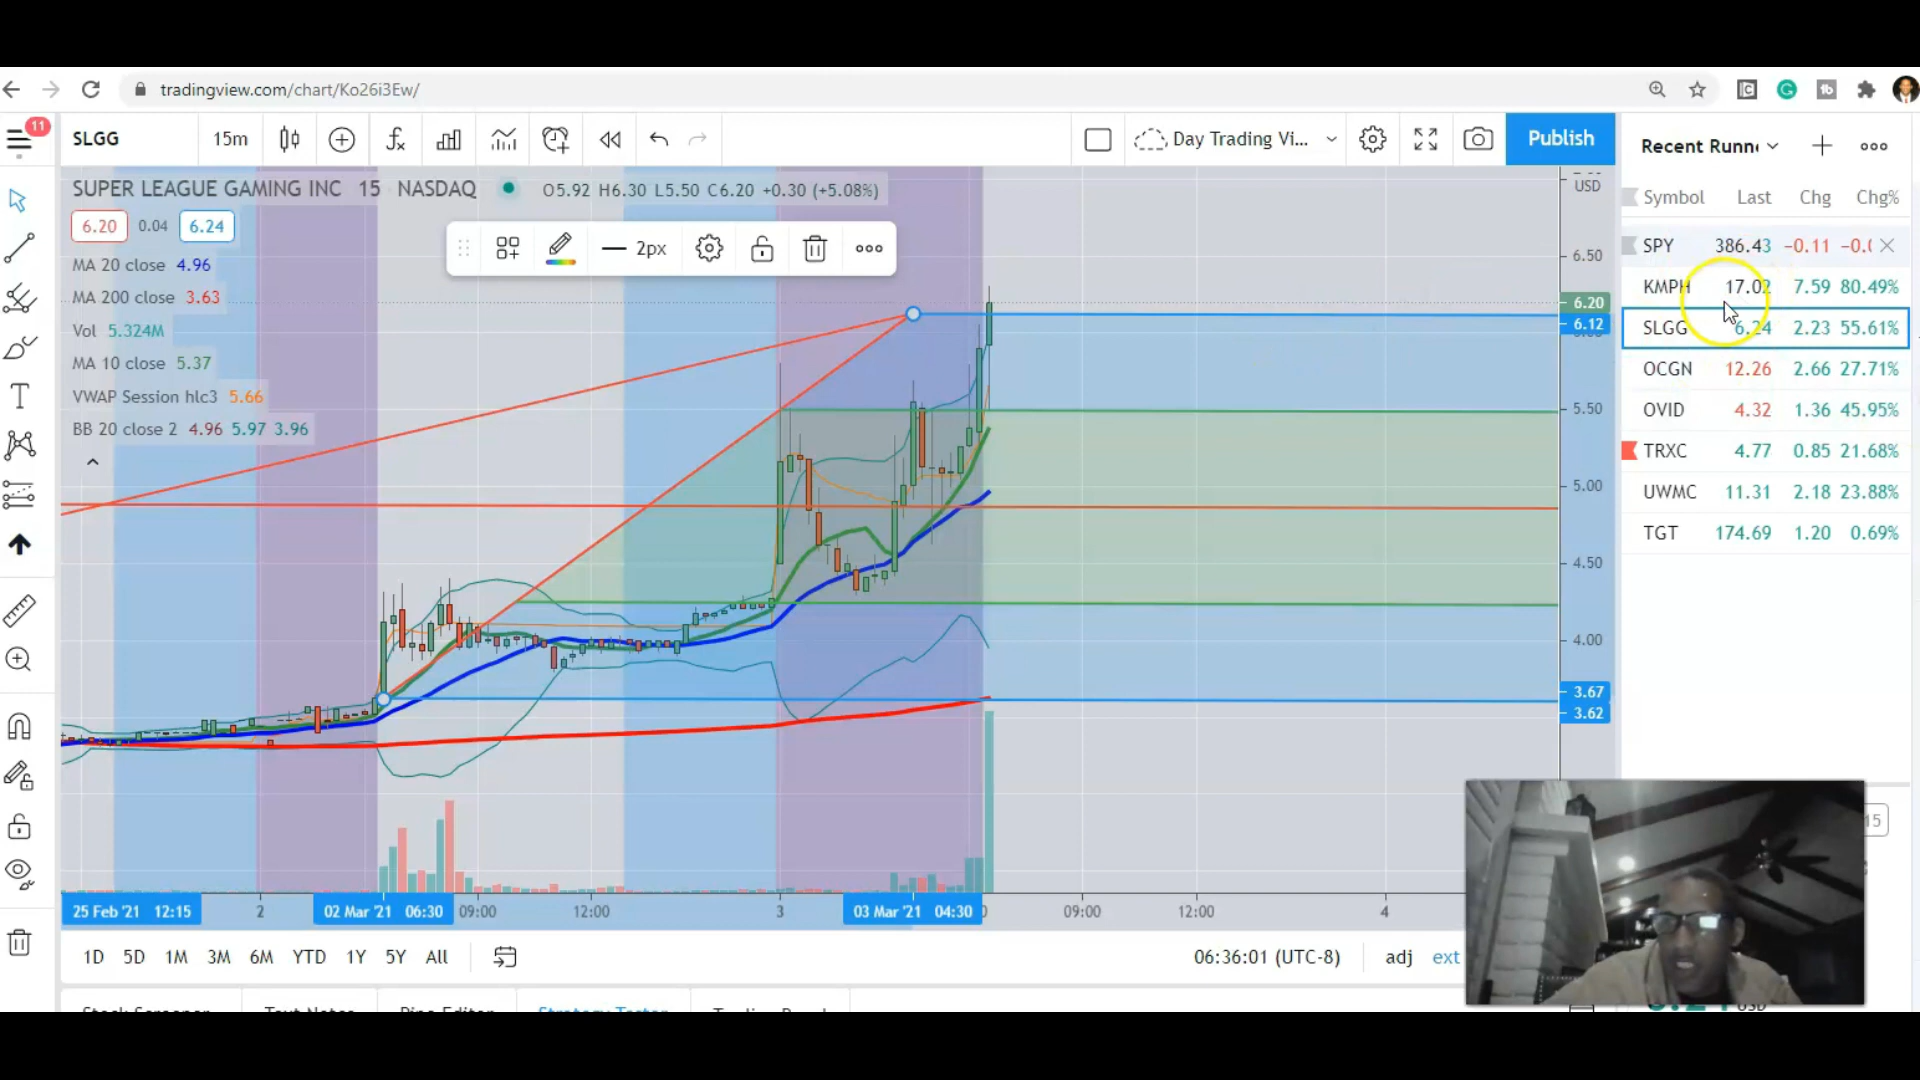 tradingview.com/chart/Ko26i3Ew/
11
SLGG
15m
Day Trading Vi...
Publish
Recent Runn
SUPER LEAGUE GAMING INC 15 NASDAQ
O5.92 H6.30 L5.50 C6.20 +0.30 (+5.08%)
6.20 0.04 6.24
2px
MA 20 close 4.96
MA 200 close 3.63
Vol 5.324M
MA 10 close 5.37
VWAP Session hlc3 5.66
BB 20 close 2 4.96 5.97 3.96
USD
6.50
6.20
6.12
5.50
5.00
4.50
4.00
3.67
3.62
Symbol Last Chg Chg%
SPY 386.43 -0.11
KMPH 17.02 7.59 80.49%
SLGG 6.24 2.23 55.61%
OCGN 12.26 2.66 27.71%
OVID 4.32 1.36 45.95%
TRXC 4.77 0.85 21.68%
UWMC 11.31 2.18 23.88%
TGT 174.69 1.20 0.69%
15
25 Feb '21 12:15 2 02 Mar '21 06:30 09:00 12:00 3 03 Mar '21 04:30 09:00 12:00 4
1D 5D 1M 3M 6M YTD 1Y 5Y All
06:36:01 (UTC-8) adj ext